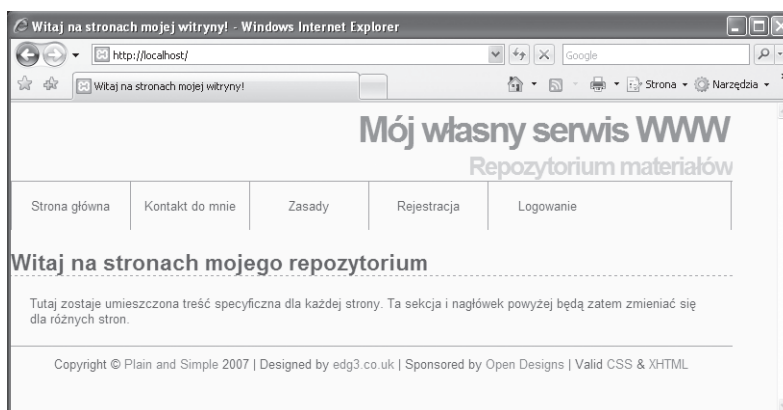 Witaj na stronach mojej witryny! - Windows Internet Explorer
http://localhost/
Google
Witaj na stronach mojej witryny!
Strona
Narzędzia
Mój własny serwis WWW
Repozytorium materiałów
Strona główna Kontakt do mnie Zasady Rejestracja Logowanie
Witaj na stronach mojego repozytorium
Tutaj zostaje umieszczona treść specyficzna dla każdej strony. Ta sekcja i nagłówek powyżej będą zatem zmieniać się
dla różnych stron.
Copyright © Plain and Simple 2007 | Designed by edg3.co.uk | Sponsored by Open Designs | Valid CSS & XHTML